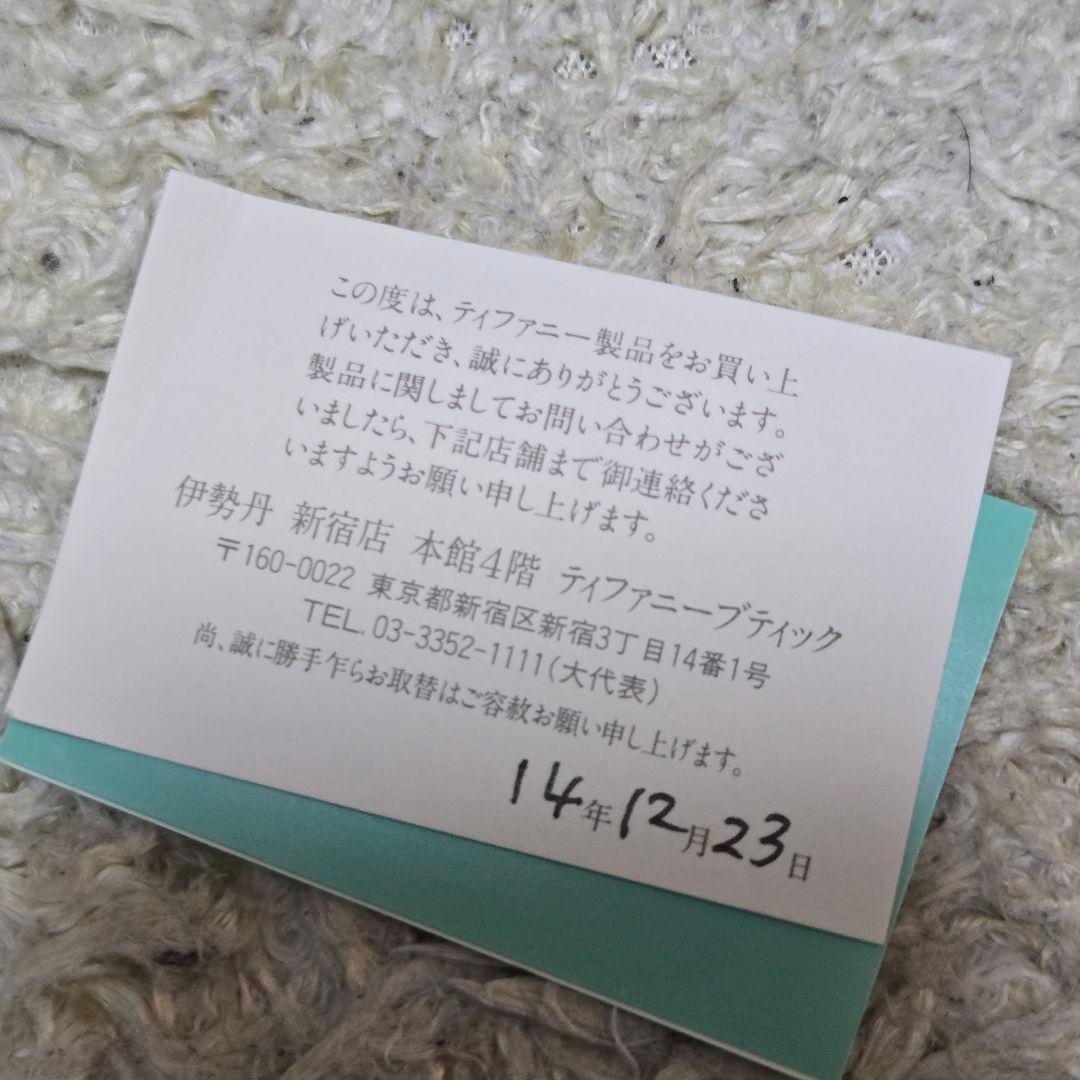 この度は、ティファニー製品をお買い上
げいただき、誠にありがとうございます。
製品に関しましてお問い合わせがござ
いましたら、下記店舗まで御連絡くださ
いますようお願い申し上げます。
伊勢丹 新宿店 本館4階 ティファニーブティック
〒160-0022 東京都新宿区新宿3丁目14番1号
TEL. 03-3352-1111(大代表)
尚、誠に勝手乍らお取替はご容赦お願い申し上げます。
14年12月23日